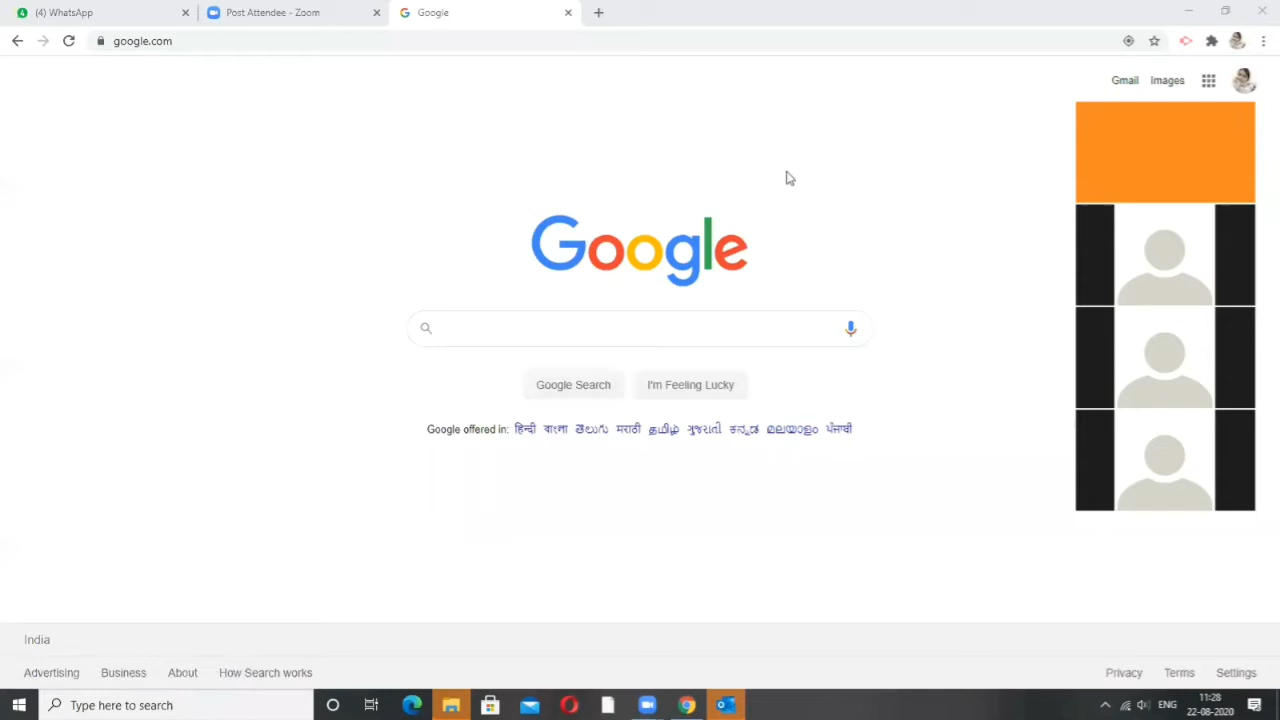 (4) WhatsApp
Post Attendee - Zoom
Google
google.com
Gmail Images
Google
Google Search I'm Feeling Lucky
Google offered in: हिन्दी বাংলা తెలుగు मराठी தமிழ் ગુજરાતી ಕನ್ನಡ മലയാളം ਪੰਜਾਬੀ
India
Advertising Business About How Search works Privacy Terms Settings
Type here to search
ENG
11:28
22-08-2020